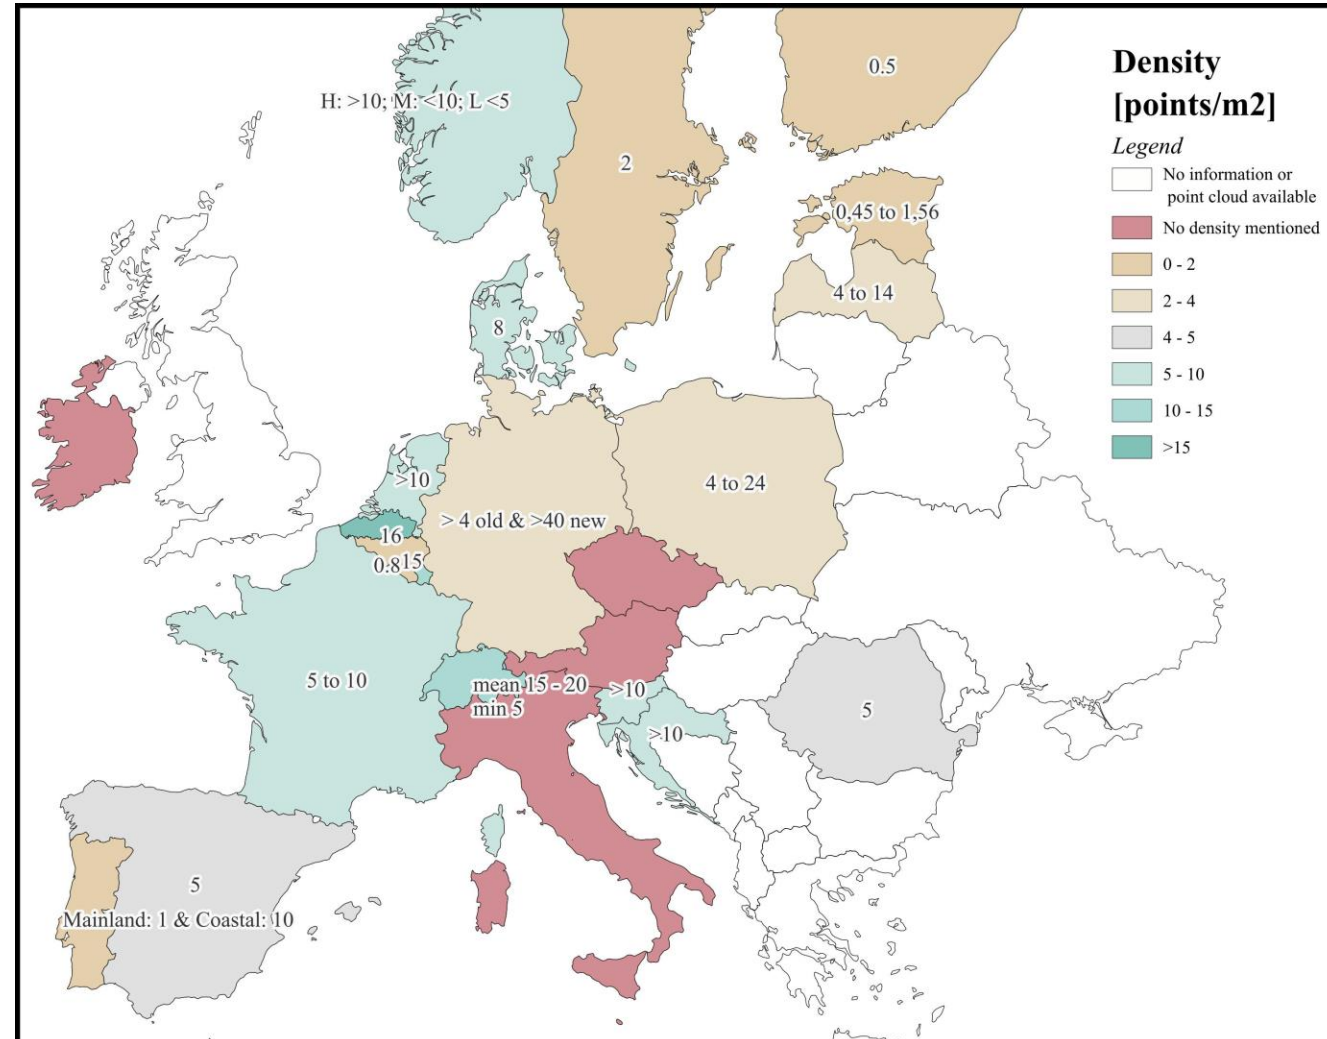 Density
[points/m2]
Legend
No information or
point cloud available
No density mentioned
0 - 2
2 - 4
4 - 5
5 - 10
10 - 15
>15
0.5
H: >10; M: <10; L <5
2
0,45 to 1,56
4 to 14
8
>10
4 to 24
> 4 old & >40 new
16
0.8
15
5 to 10
mean 15 - 20
min 5
>10
>10
5
5
Mainland: 1 & Coastal: 10